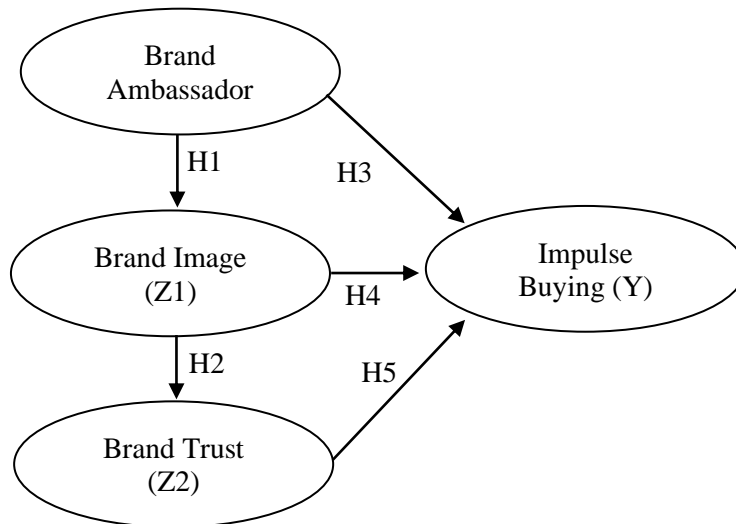 Brand
Ambassador
H1
H3
Brand Image
(Z1)
H4
Impulse
Buying (Y)
H2
H5
Brand Trust
(Z2)